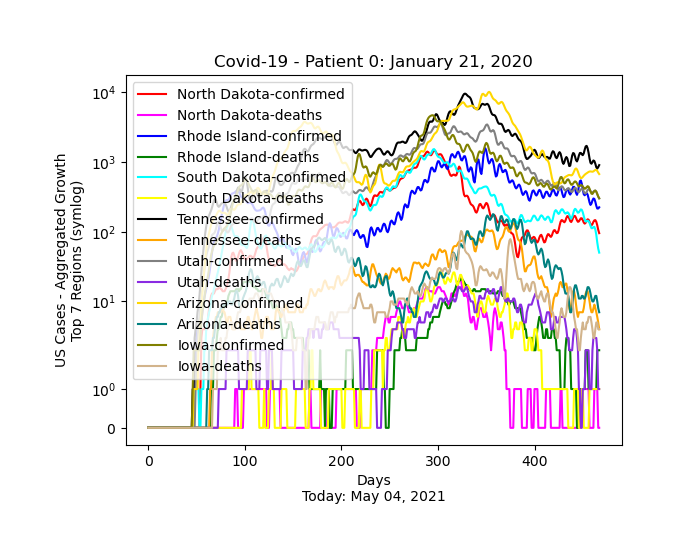 Covid-19 - Patient 0: January 21, 2020
US Cases - Aggregated Growth
Top 7 Regions (symlog)
10⁴
10³
10²
10¹
10⁰
0
North Dakota-confirmed
North Dakota-deaths
Rhode Island-confirmed
Rhode Island-deaths
South Dakota-confirmed
South Dakota-deaths
Tennessee-confirmed
Tennessee-deaths
Utah-confirmed
Utah-deaths
Arizona-confirmed
Arizona-deaths
Iowa-confirmed
Iowa-deaths
0 100 200 300 400
Days
Today: May 04, 2021